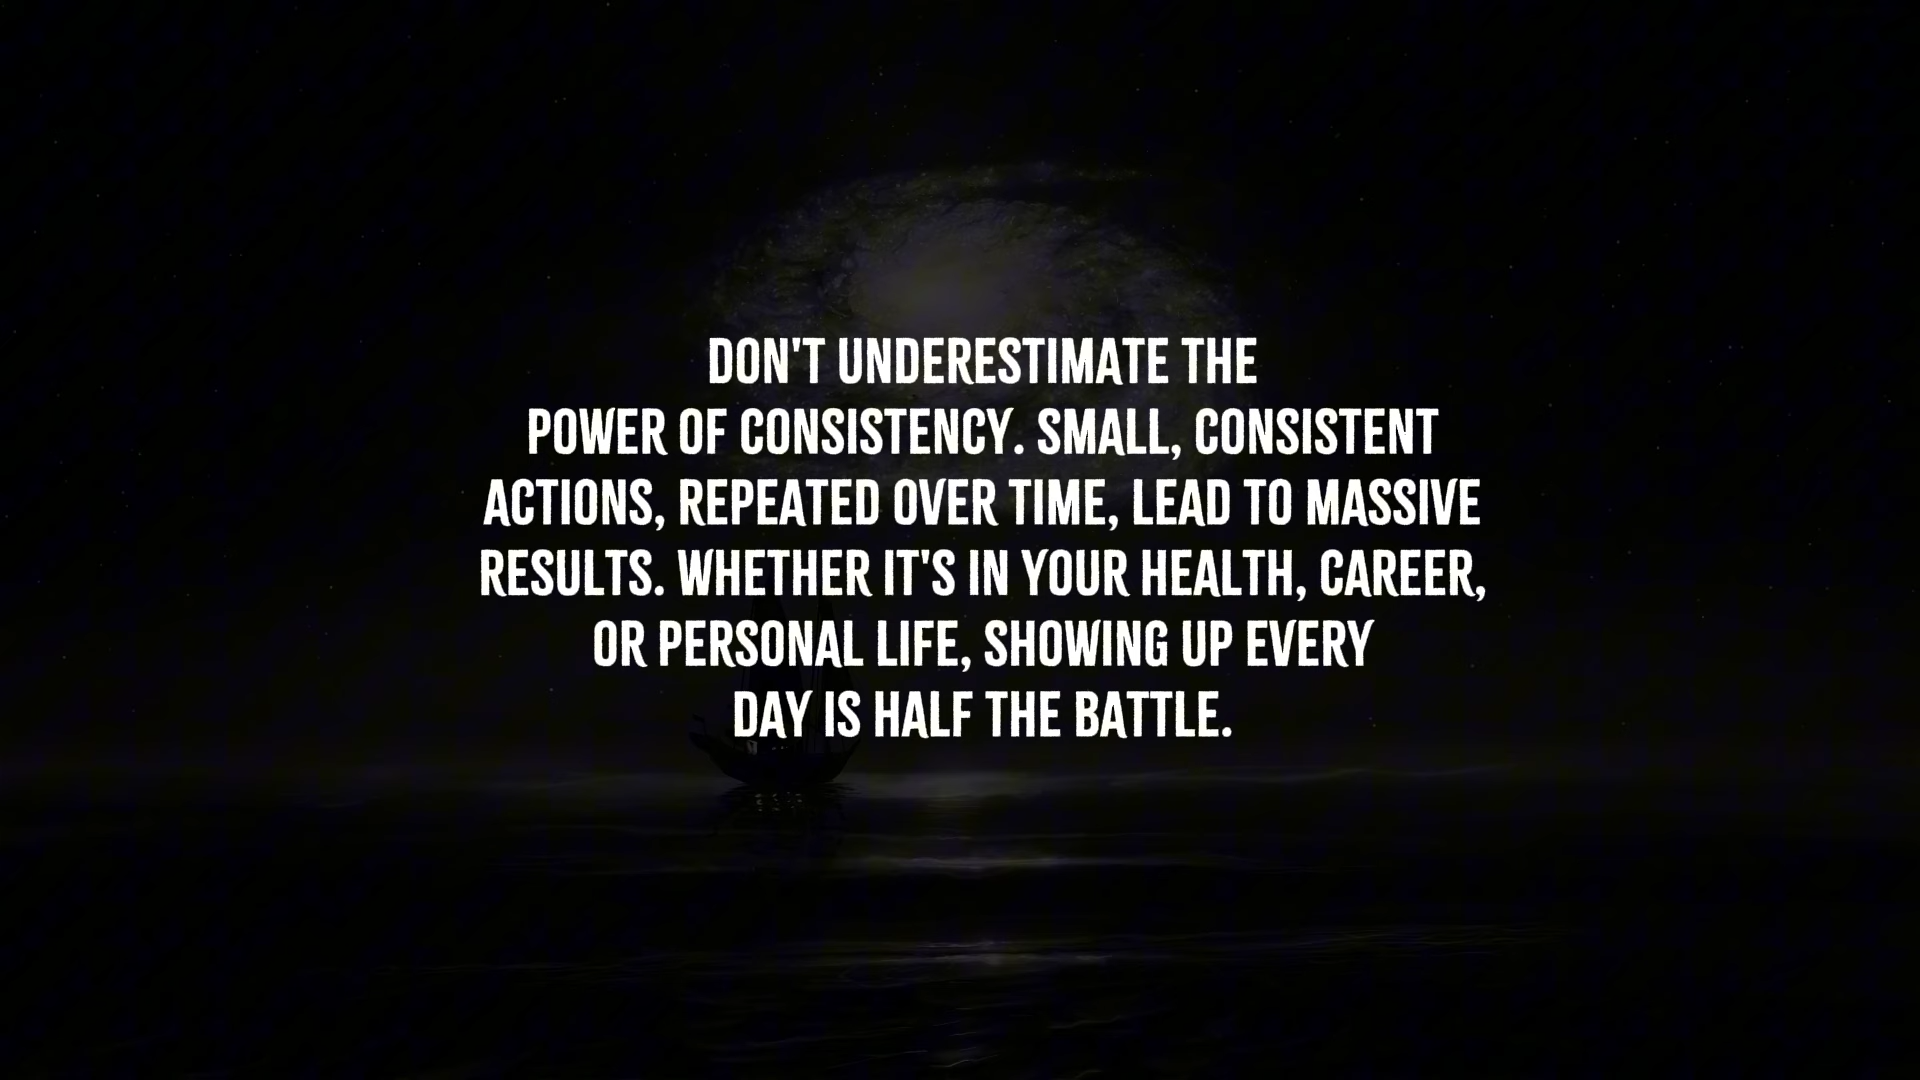 DON'T UNDERESTIMATE THE
POWER OF CONSISTENCY. SMALL, CONSISTENT
ACTIONS, REPEATED OVER TIME, LEAD TO MASSIVE
RESULTS. WHETHER IT'S IN YOUR HEALTH, CAREER,
OR PERSONAL LIFE, SHOWING UP EVERY
DAY IS HALF THE BATTLE.